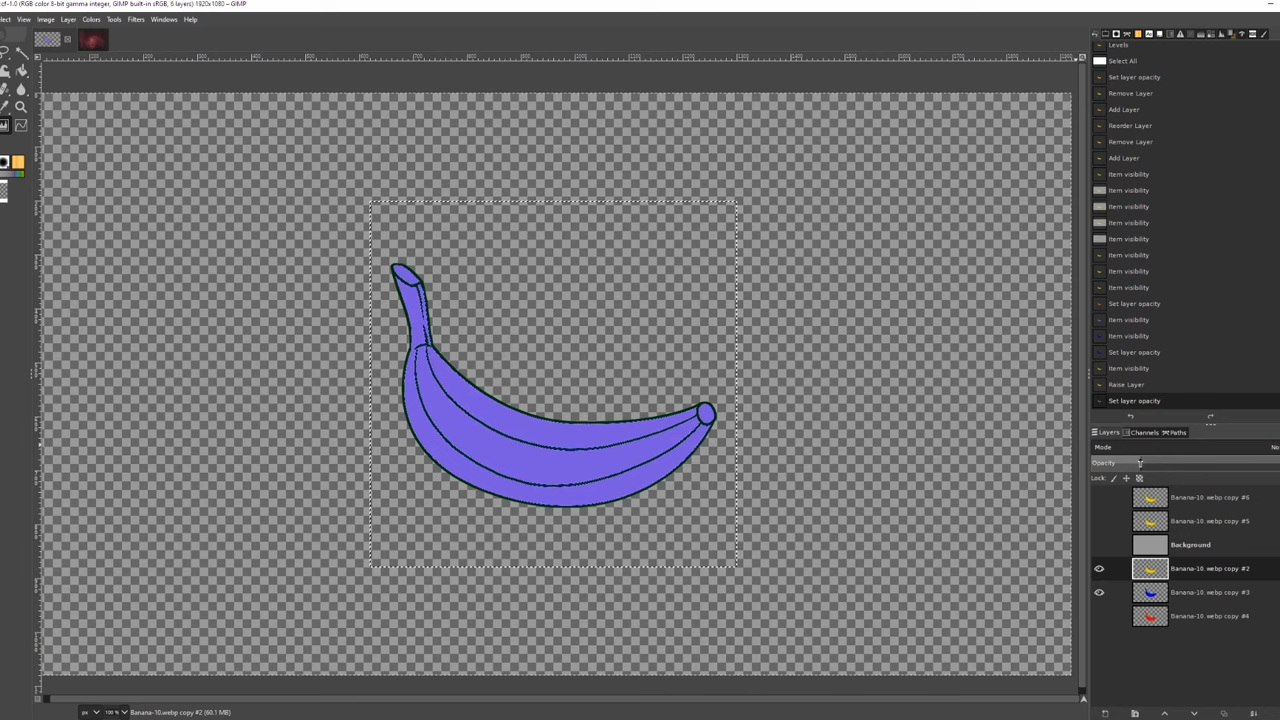 cf-1.0 (RGB color 8-bit gamma integer, GIMP built-in sRGB, 6 layers) 1920x1080 – GIMP
elect View Image Layer Colors Tools Filters Windows Help
Levels
Select All
Set layer opacity
Remove Layer
Add Layer
Reorder Layer
Remove Layer
Add Layer
Item visibility
Item visibility
Item visibility
Item visibility
Item visibility
Item visibility
Item visibility
Item visibility
Set layer opacity
Item visibility
Item visibility
Set layer opacity
Item visibility
Raise Layer
Set layer opacity
Layers Channels Paths
Mode No
Opacity
Lock:
Banana-10.webp copy #6
Banana-10.webp copy #5
Background
Banana-10.webp copy #2
Banana-10.webp copy #3
Banana-10.webp copy #4
px 100 % Banana-10.webp copy #2 (60.1 MB)